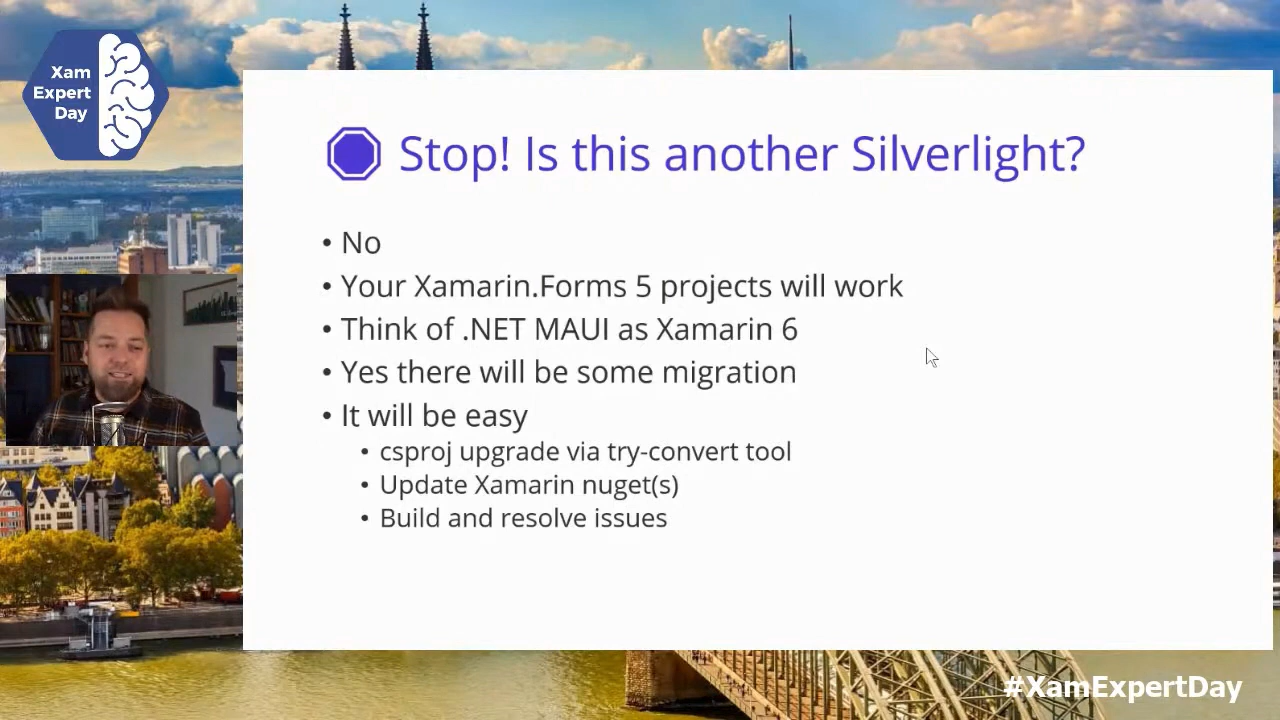 Xam
Expert
Day
Stop! Is this another Silverlight?
• No
• Your Xamarin.Forms 5 projects will work
• Think of .NET MAUI as Xamarin 6
• Yes there will be some migration
• It will be easy
• csproj upgrade via try-convert tool
• Update Xamarin nuget(s)
• Build and resolve issues
#XamExpertDay